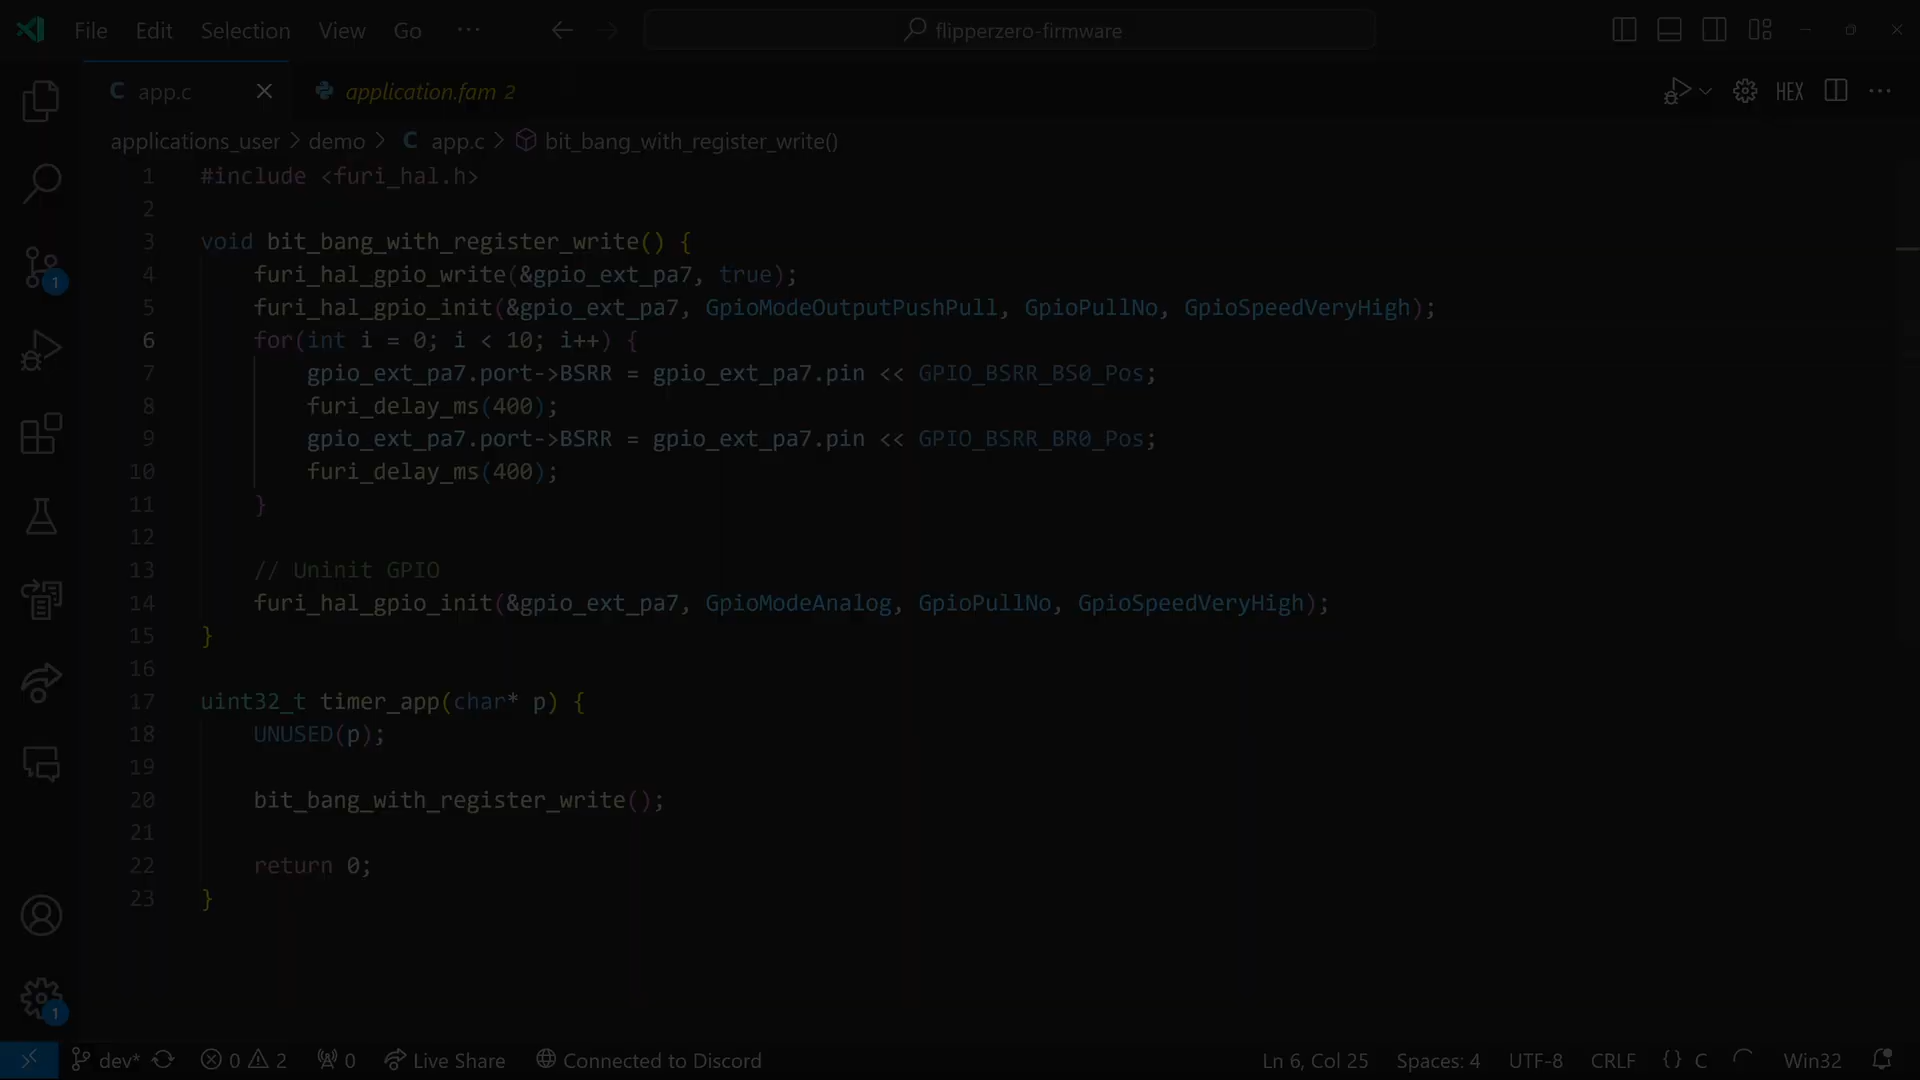 File Edit Selection View Go ··· flipperzero-firmware
C app.c application.fam 2 HEX ···
applications_user > demo > C app.c > bit_bang_with_register_write()
1 #include <furi_hal.h>
2
3 void bit_bang_with_register_write() {
4 furi_hal_gpio_write(&gpio_ext_pa7, true);
5 furi_hal_gpio_init(&gpio_ext_pa7, GpioModeOutputPushPull, GpioPullNo, GpioSpeedVeryHigh);
6 for(int i = 0; i < 10; i++) {
7 gpio_ext_pa7.port->BSRR = gpio_ext_pa7.pin << GPIO_BSRR_BS0_Pos;
8 furi_delay_ms(400);
9 gpio_ext_pa7.port->BSRR = gpio_ext_pa7.pin << GPIO_BSRR_BR0_Pos;
10 furi_delay_ms(400);
11 }
12
13 // Uninit GPIO
14 furi_hal_gpio_init(&gpio_ext_pa7, GpioModeAnalog, GpioPullNo, GpioSpeedVeryHigh);
15 }
16
17 uint32_t timer_app(char* p) {
18 UNUSED(p);
19
20 bit_bang_with_register_write();
21
22 return 0;
23 }
1
1
dev* 0 2 0 Live Share Connected to Discord Ln 6, Col 25 Spaces: 4 UTF-8 CRLF {} C Win32